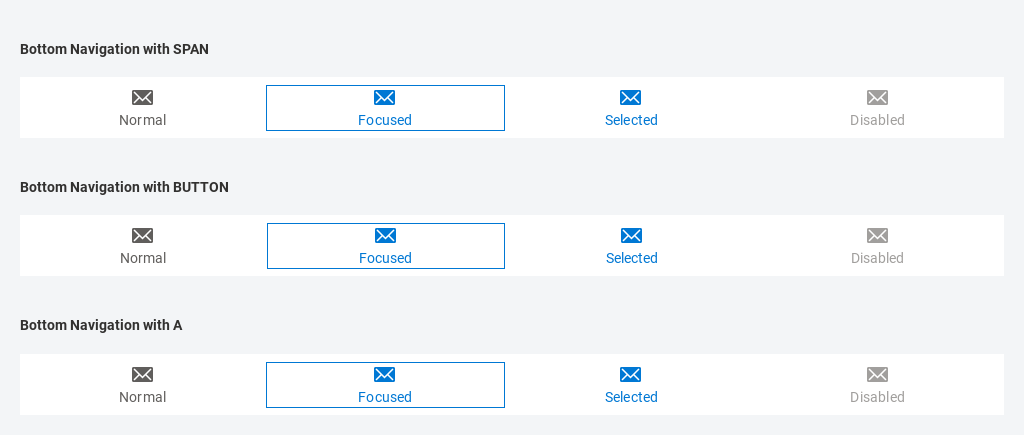 Bottom Navigation with SPAN
Normal Focused Selected Disabled
Bottom Navigation with BUTTON
Normal Focused Selected Disabled
Bottom Navigation with A
Normal Focused Selected Disabled